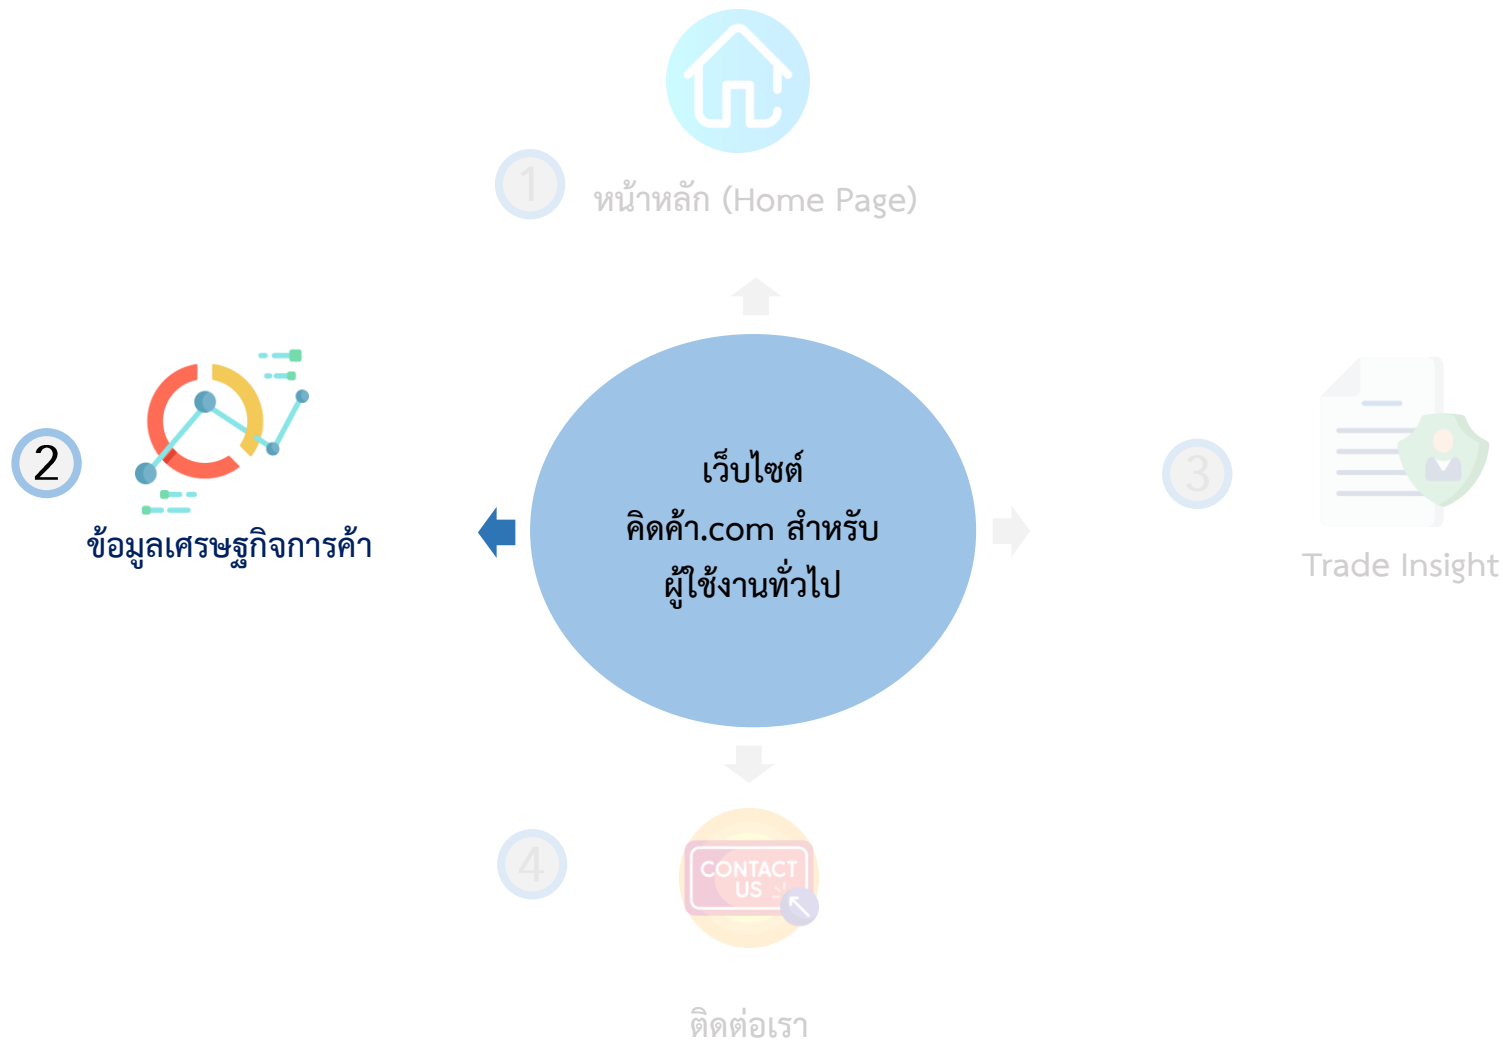 1
หน้าหลัก (Home Page)
2
ข้อมูลเศรษฐกิจการค้า
เว็บไซต์
คิดค้า.com สำหรับ
ผู้ใช้งานทั่วไป
3
Trade Insight
4
CONTACT
US
ติดต่อเรา